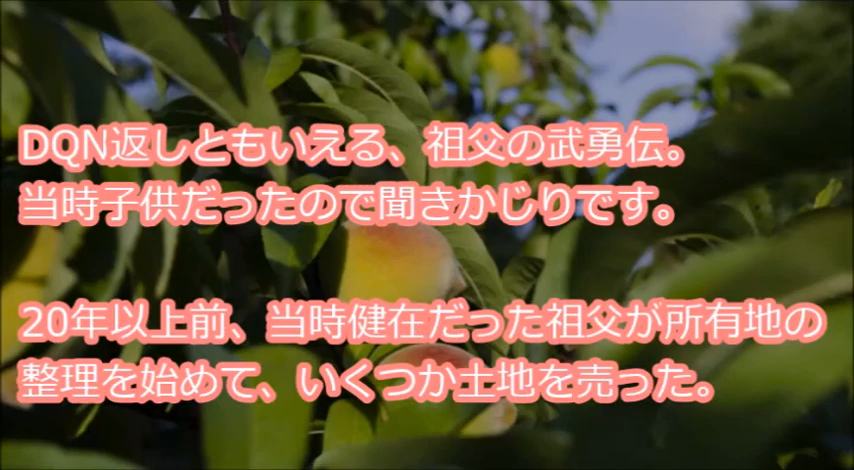 DQN返しともいえる、祖父の武勇伝。
当時子供だったので聞きかじりです。
20年以上前、当時健在だった祖父が所有地の
整理を始めて、いくつか土地を売った。